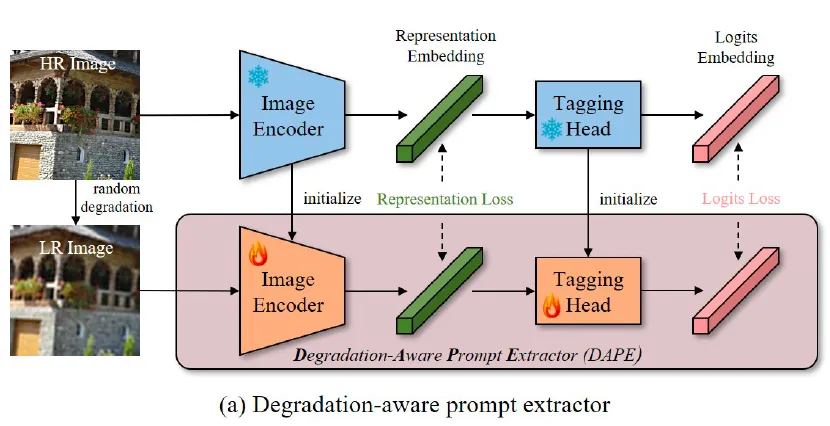 HR Image
Image
Encoder
Representation
Embedding
Tagging
Head
Logits
Embedding
random
degradation
initialize
Representation Loss
initialize
Logits Loss
LR Image
Image
Encoder
Tagging
Head
Degradation-Aware Prompt Extractor (DAPE)
(a) Degradation-aware prompt extractor